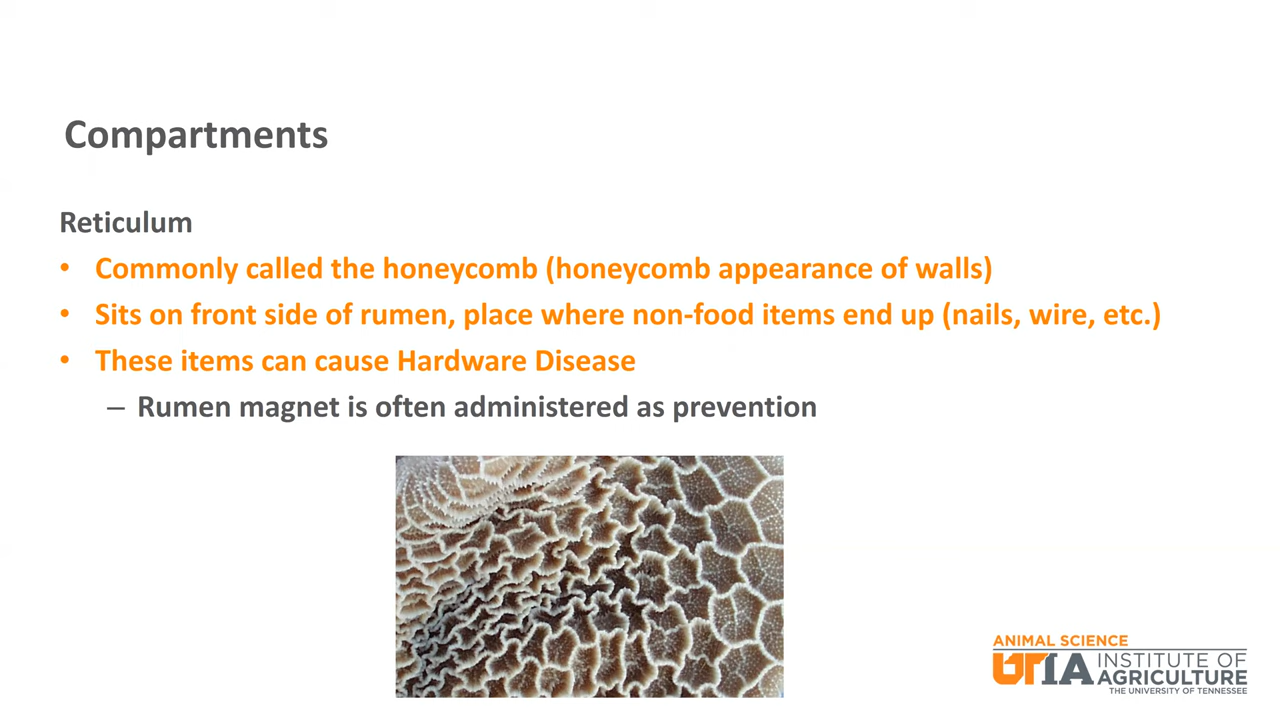 Compartments
Reticulum
• Commonly called the honeycomb (honeycomb appearance of walls)
• Sits on front side of rumen, place where non-food items end up (nails, wire, etc.)
• These items can cause Hardware Disease
– Rumen magnet is often administered as prevention
ANIMAL SCIENCE
UTIA INSTITUTE OF
AGRICULTURE
THE UNIVERSITY OF TENNESSEE